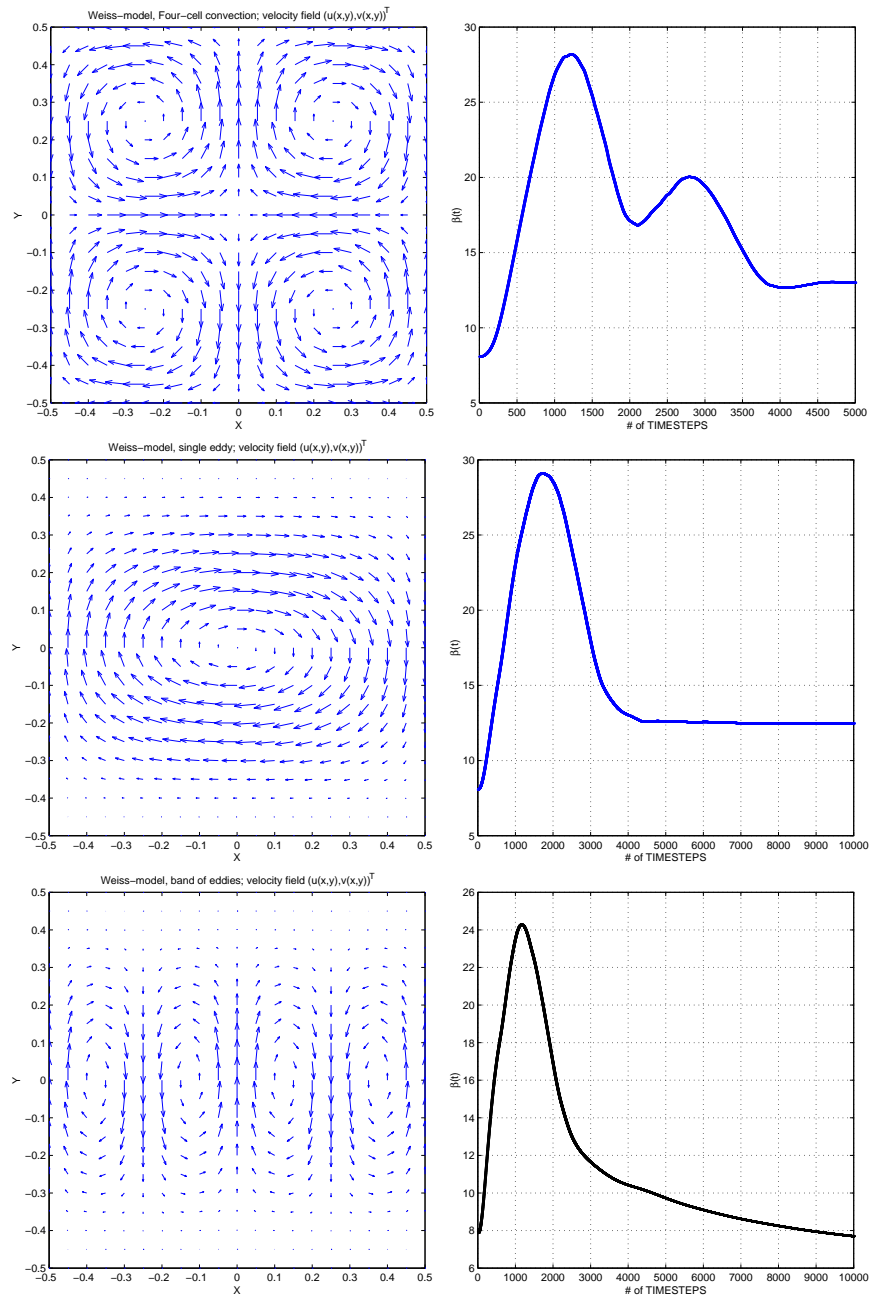 Weiss−model, Four−cell convection; velocity field (u(x,y),v(x,y))^T
0.5
0.4
0.3
0.2
0.1
0
−0.1
−0.2
−0.3
−0.4
−0.5
Y
−0.5 −0.4 −0.3 −0.2 −0.1 0 0.1 0.2 0.3 0.4 0.5
X
30
25
20
15
10
5
β(t)
0 500 1000 1500 2000 2500 3000 3500 4000 4500 5000
# of TIMESTEPS
Weiss−model, single eddy; velocity field (u(x,y),v(x,y))^T
0.5
0.4
0.3
0.2
0.1
0
−0.1
−0.2
−0.3
−0.4
−0.5
Y
−0.5 −0.4 −0.3 −0.2 −0.1 0 0.1 0.2 0.3 0.4 0.5
X
30
25
20
15
10
5
β(t)
0 1000 2000 3000 4000 5000 6000 7000 8000 9000 10000
# of TIMESTEPS
Weiss−model, band of eddies; velocity field (u(x,y),v(x,y))^T
0.5
0.4
0.3
0.2
0.1
0
−0.1
−0.2
−0.3
−0.4
−0.5
Y
−0.5 −0.4 −0.3 −0.2 −0.1 0 0.1 0.2 0.3 0.4 0.5
X
26
24
22
20
18
16
14
12
10
8
6
β(t)
0 1000 2000 3000 4000 5000 6000 7000 8000 9000 10000
# of TIMESTEPS